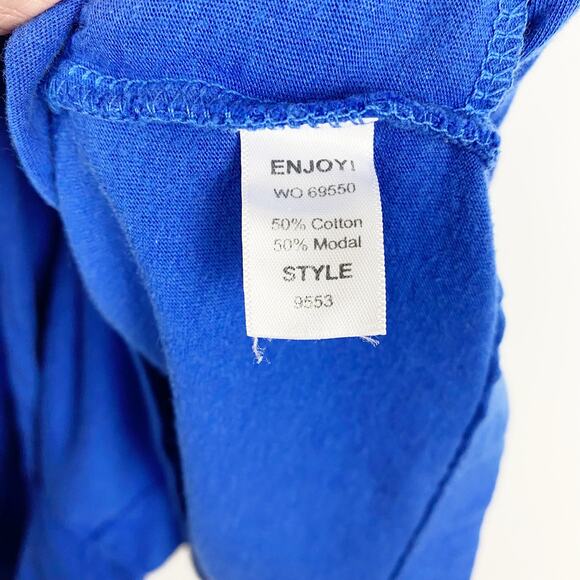 ENJOY!
WO 69550
50% Cotton
50% Modal
STYLE
9553